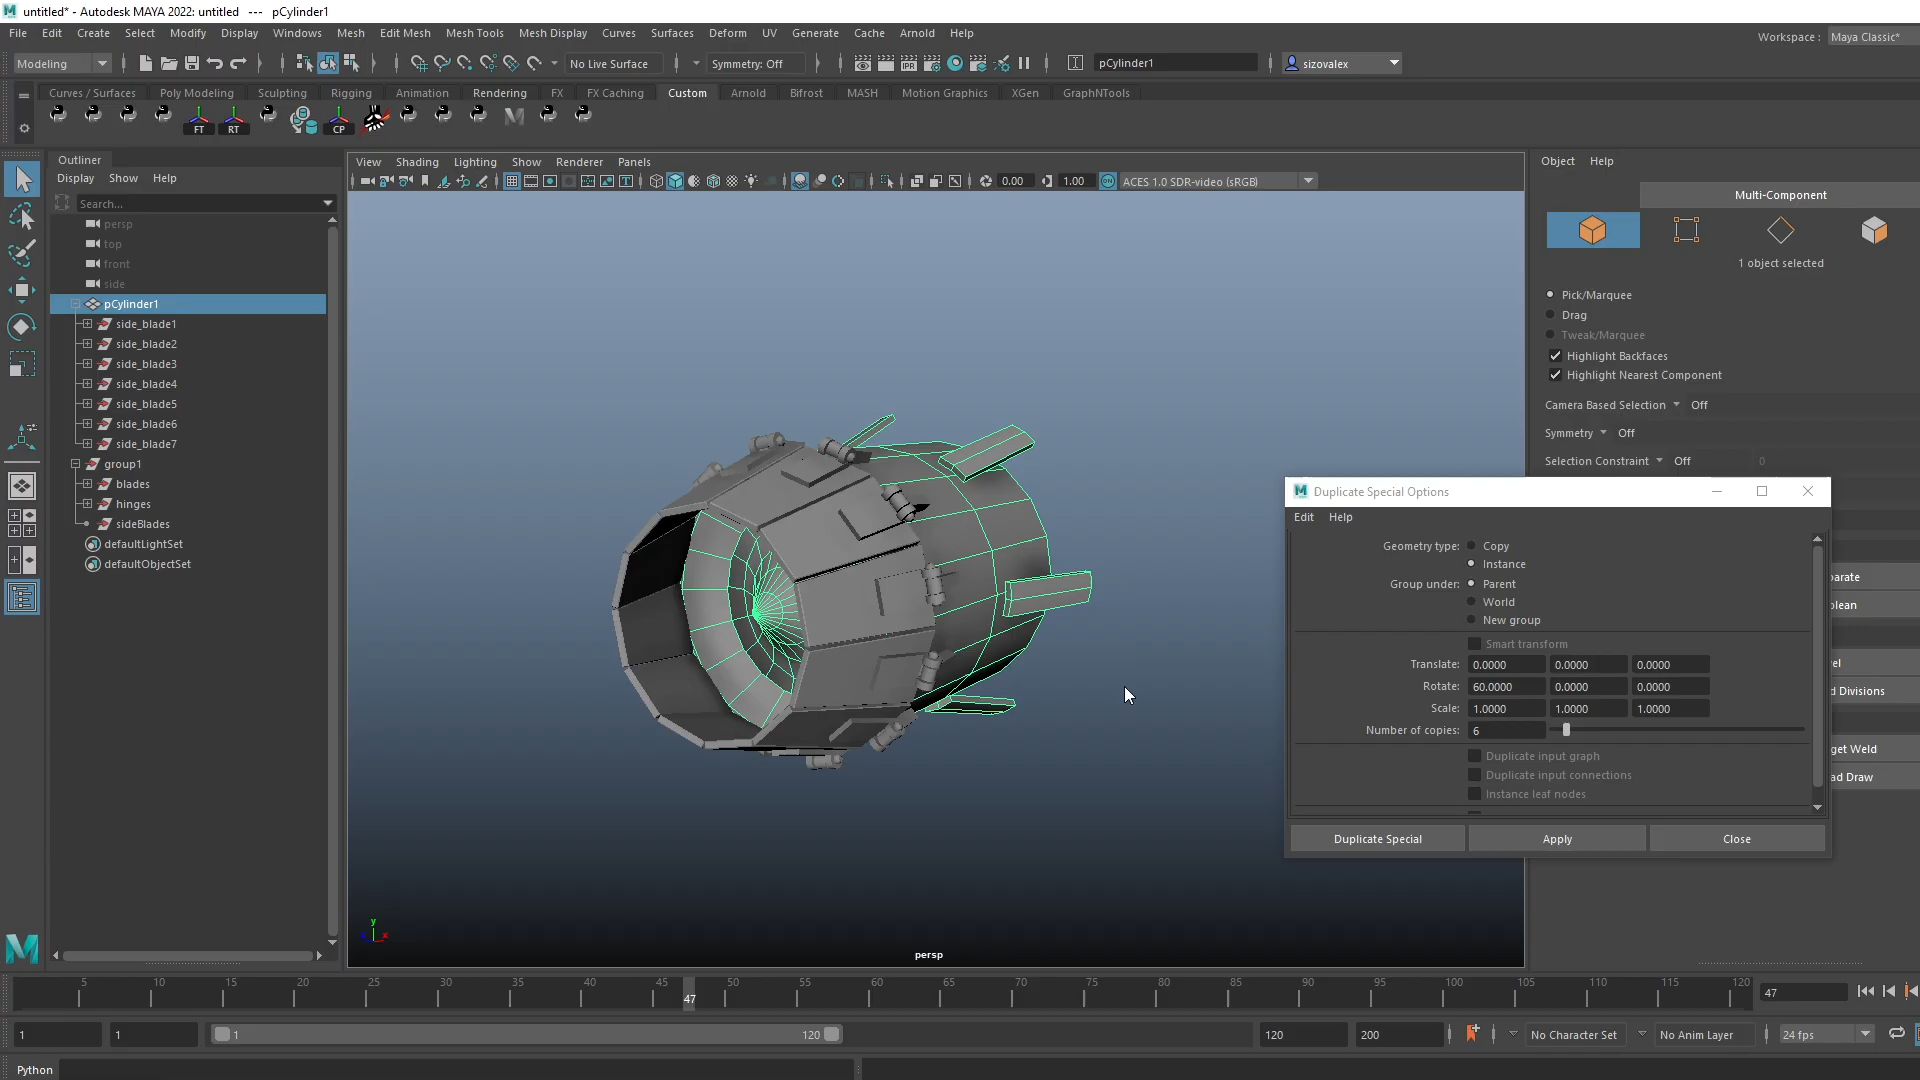 untitled* - Autodesk MAYA 2022: untitled --- pCylinder1
File Edit Create Select Modify Display Windows Mesh Edit Mesh Mesh Tools Mesh Display Curves Surfaces Deform UV Generate Cache Arnold Help
Workspace : Maya Classic*
Modeling No Live Surface Symmetry: Off IPR pCylinder1 sizovalex
Curves / Surfaces Poly Modeling Sculpting Rigging Animation Rendering FX FX Caching Custom Arnold Bifrost MASH Motion Graphics XGen GraphNTools
FT RT CP
Outliner
Display Show Help
Search...
persp
top
front
side
pCylinder1
side_blade1
side_blade2
side_blade3
side_blade4
side_blade5
side_blade6
side_blade7
group1
blades
hinges
sideBlades
defaultLightSet
defaultObjectSet
View Shading Lighting Show Renderer Panels
0.00 1.00 ON ACES 1.0 SDR-video (sRGB)
y
x
persp
Object Help
Multi-Component
1 object selected
Pick/Marquee
Drag
Tweak/Marquee
Highlight Backfaces
Highlight Nearest Component
Camera Based Selection Off
Symmetry Off
Selection Constraint Off 0
Duplicate Special Options
Edit Help
Geometry type: Copy
Instance
Group under: Parent
World
New group
Smart transform
Translate: 0.0000 0.0000 0.0000
Rotate: 60.0000 0.0000 0.0000
Scale: 1.0000 1.0000 1.0000
Number of copies: 6
Duplicate input graph
Duplicate input connections
Instance leaf nodes
Duplicate Special Apply Close
arate
olean
vel
d Divisions
get Weld
ad Draw
5 10 15 20 25 30 35 40 45 50 55 60 65 70 75 80 85 90 95 100 105 110 115 120
47
47
1 1 1 120 120 200 No Character Set No Anim Layer 24 fps
Python